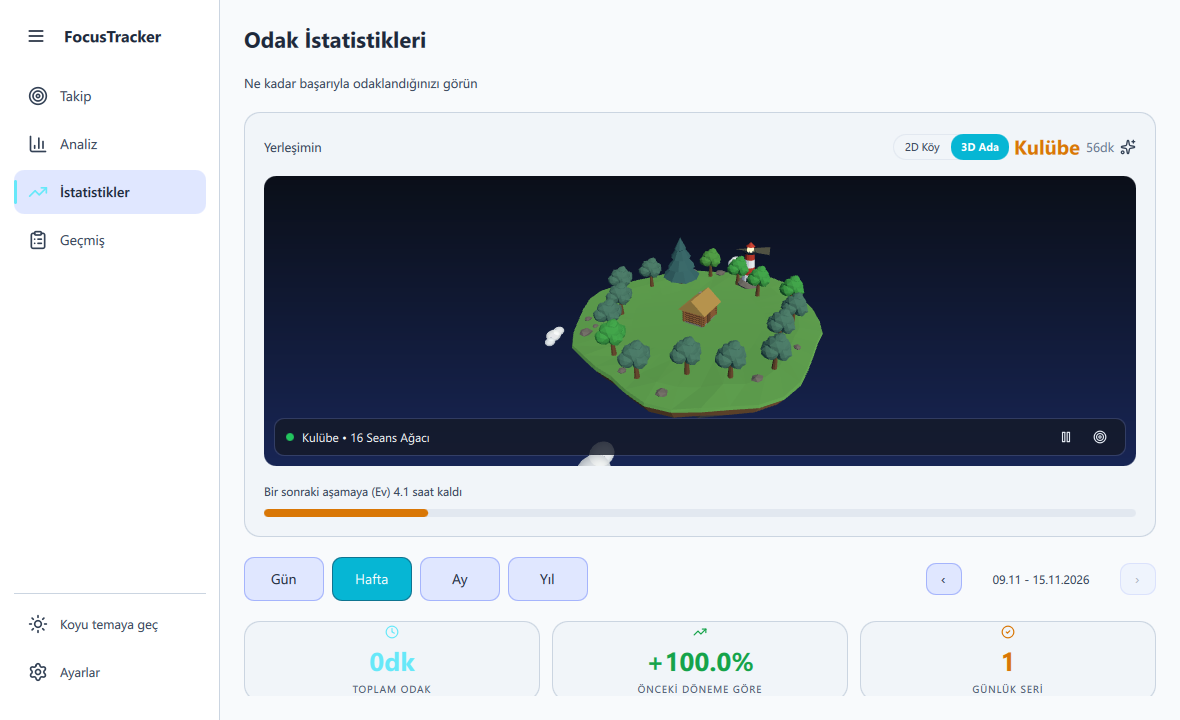 FocusTracker
Takip
Analiz
İstatistikler
Geçmiş
Koyu temaya geç
Ayarlar
Odak İstatistikleri
Ne kadar başarıyla odaklandığınızı görün
Yerleşimin
2D Köy
3D Ada
Kulübe 56dk
Kulübe • 16 Seans Ağacı
Bir sonraki aşamaya (Ev) 4.1 saat kaldı
Gün
Hafta
Ay
Yıl
‹
09.11 - 15.11.2026
›
0dk
TOPLAM ODAK
+100.0%
ÖNCEKİ DÖNEME GÖRE
1
GÜNLÜK SERİ